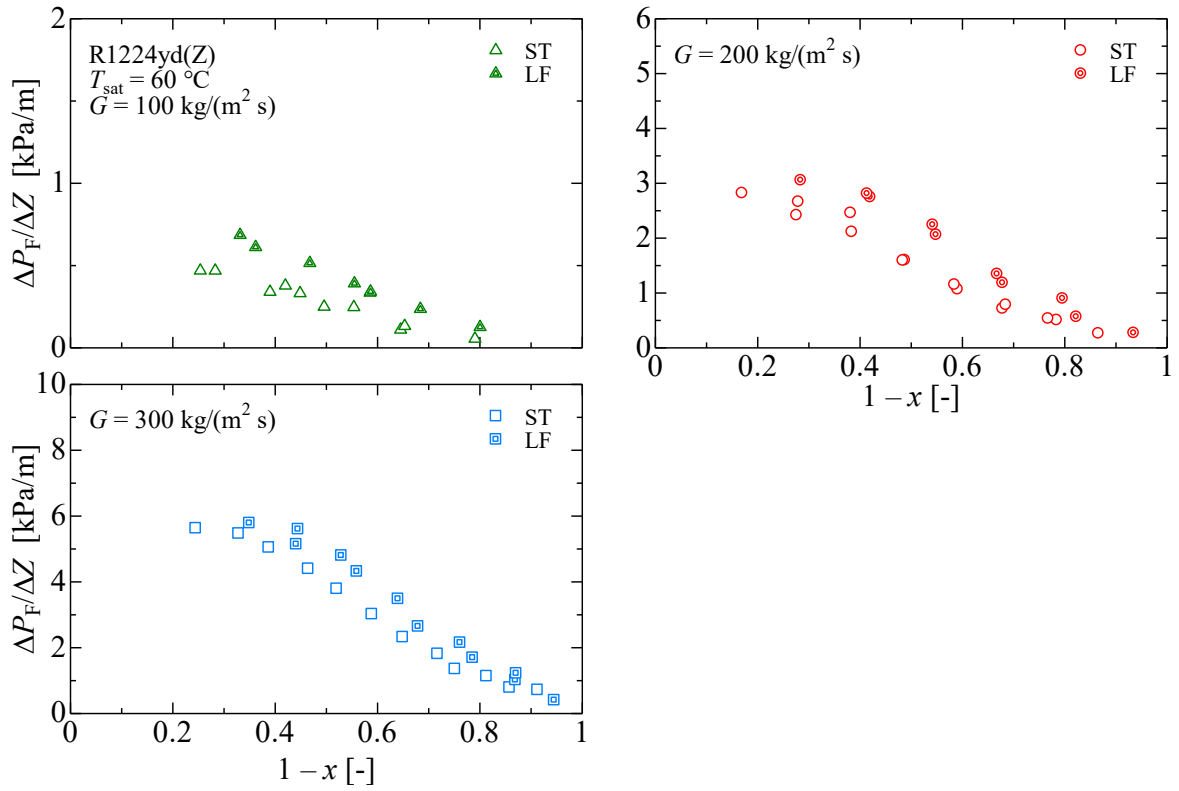 2
R1224yd(Z)
T_sat = 60 °C
G = 100 kg/(m² s)
ST
LF
1
0
ΔP_F/ΔZ [kPa/m]
6
G = 200 kg/(m² s)
ST
LF
5
4
3
2
1
0
0 0.2 0.4 0.6 0.8 1
1 – x [-]
10
G = 300 kg/(m² s)
ST
LF
8
6
4
2
0
ΔP_F/ΔZ [kPa/m]
0 0.2 0.4 0.6 0.8 1
1 – x [-]